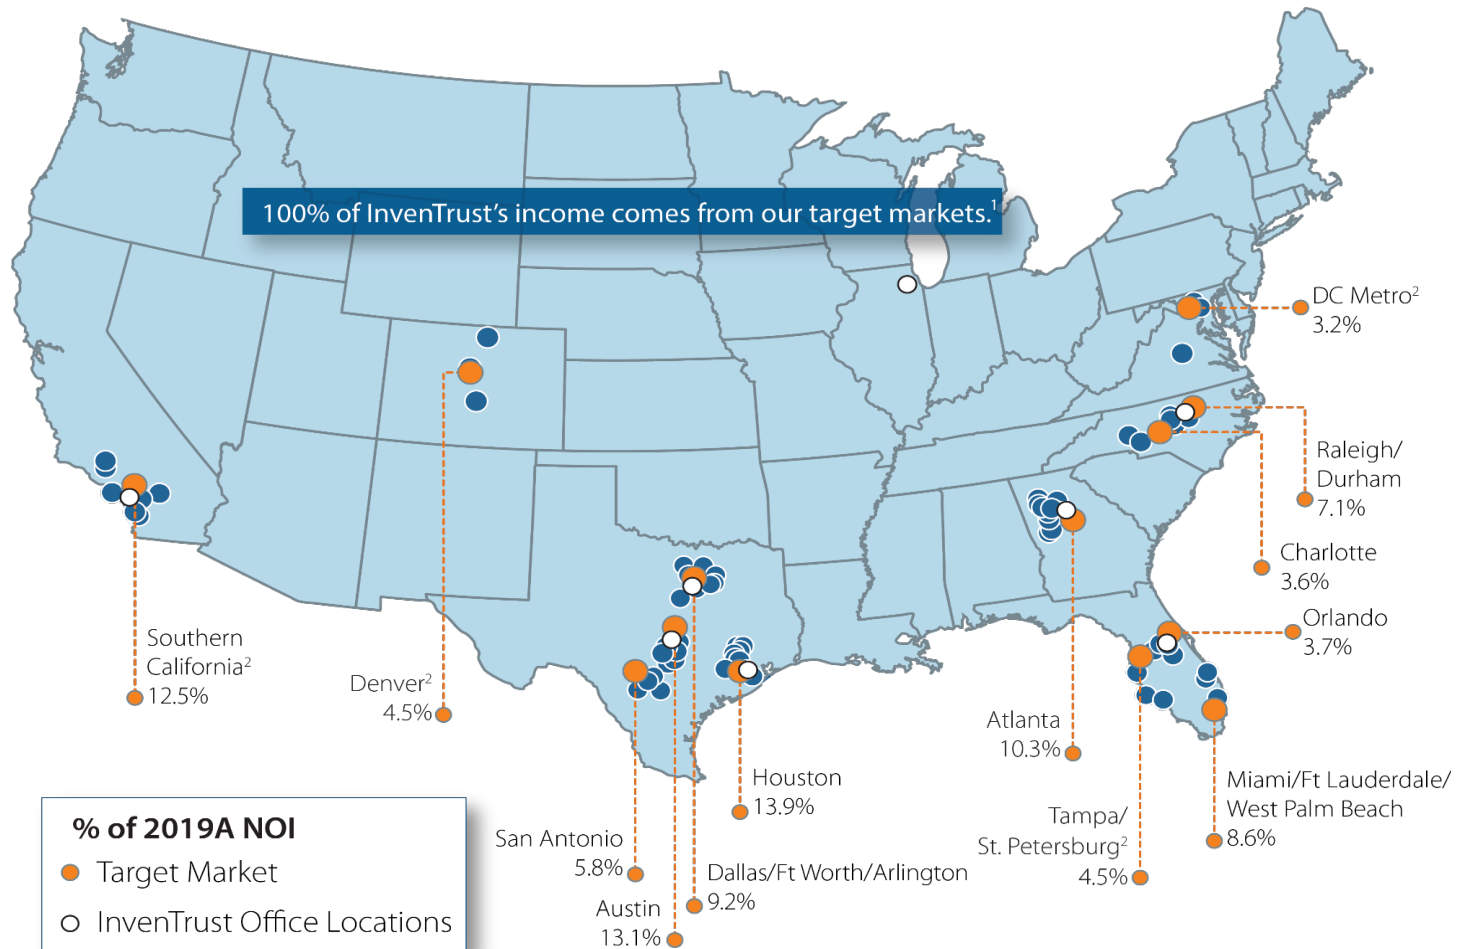 100% of InvenTrust's income comes from our target markets.¹
DC Metro²
3.2%
Raleigh/
Durham
7.1%
Charlotte
3.6%
Orlando
3.7%
Southern
California²
12.5%
Denver²
4.5%
Atlanta
10.3%
Houston
13.9%
Miami/Ft Lauderdale/
West Palm Beach
8.6%
Tampa/
St. Petersburg²
4.5%
San Antonio
5.8%
Dallas/Ft Worth/Arlington
9.2%
Austin
13.1%
% of 2019A NOI
Target Market
InvenTrust Office Locations